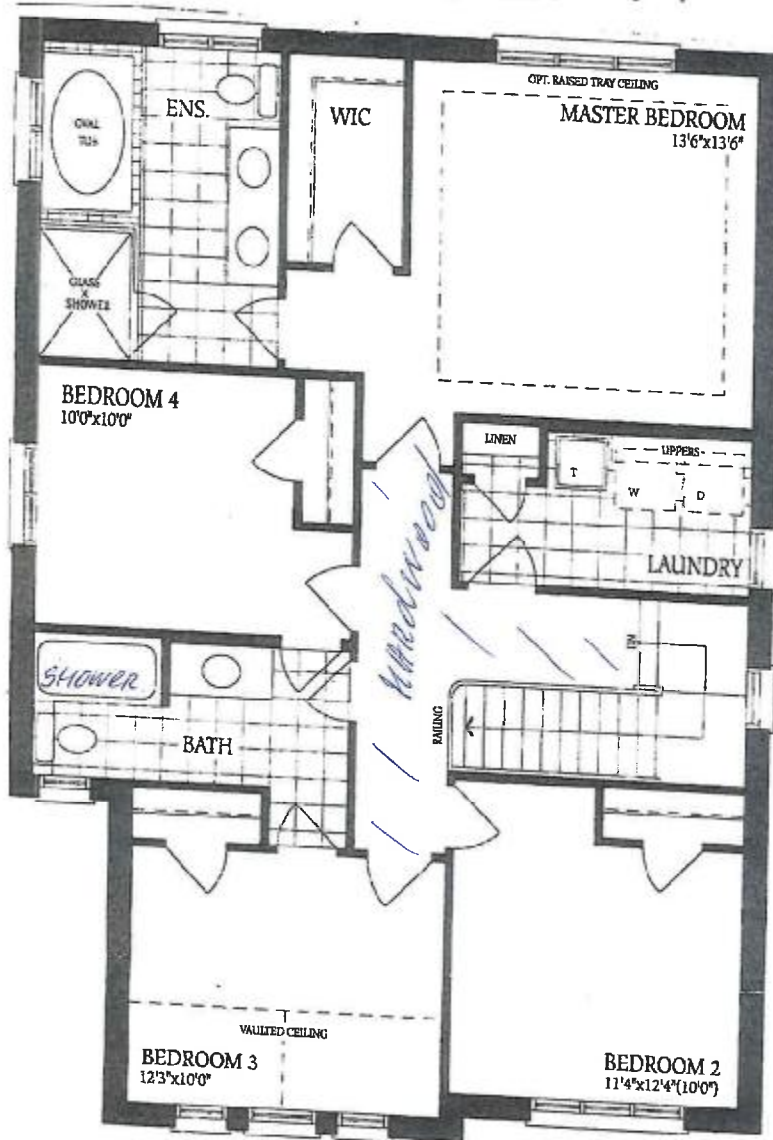 OPT. RAISED TRAY CEILING
MASTER BEDROOM
13'6"x13'6"
ENS.
WIC
OVAL
TUB
GLASS
SHOWER
BEDROOM 4
10'0"x10'0"
LINEN
UPPERS
T
W
D
LAUNDRY
Hardwood
DN
RAILING
SHOWER
BATH
VAULTED CEILING
BEDROOM 3
12'3"x10'0"
BEDROOM 2
11'4"x12'4"(10'0")